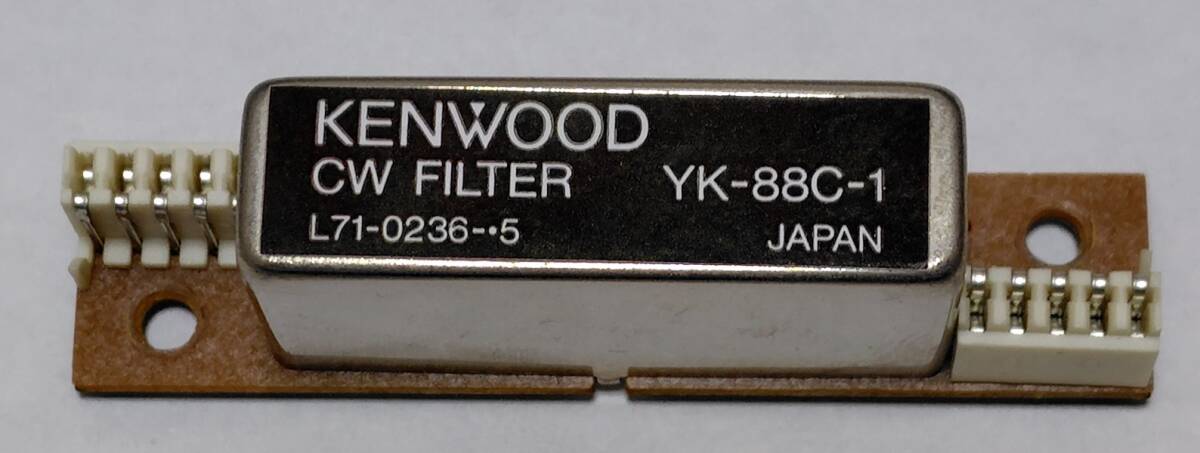 KENWOOD
CW FILTER YK-88C-1
L71-0236-•5 JAPAN